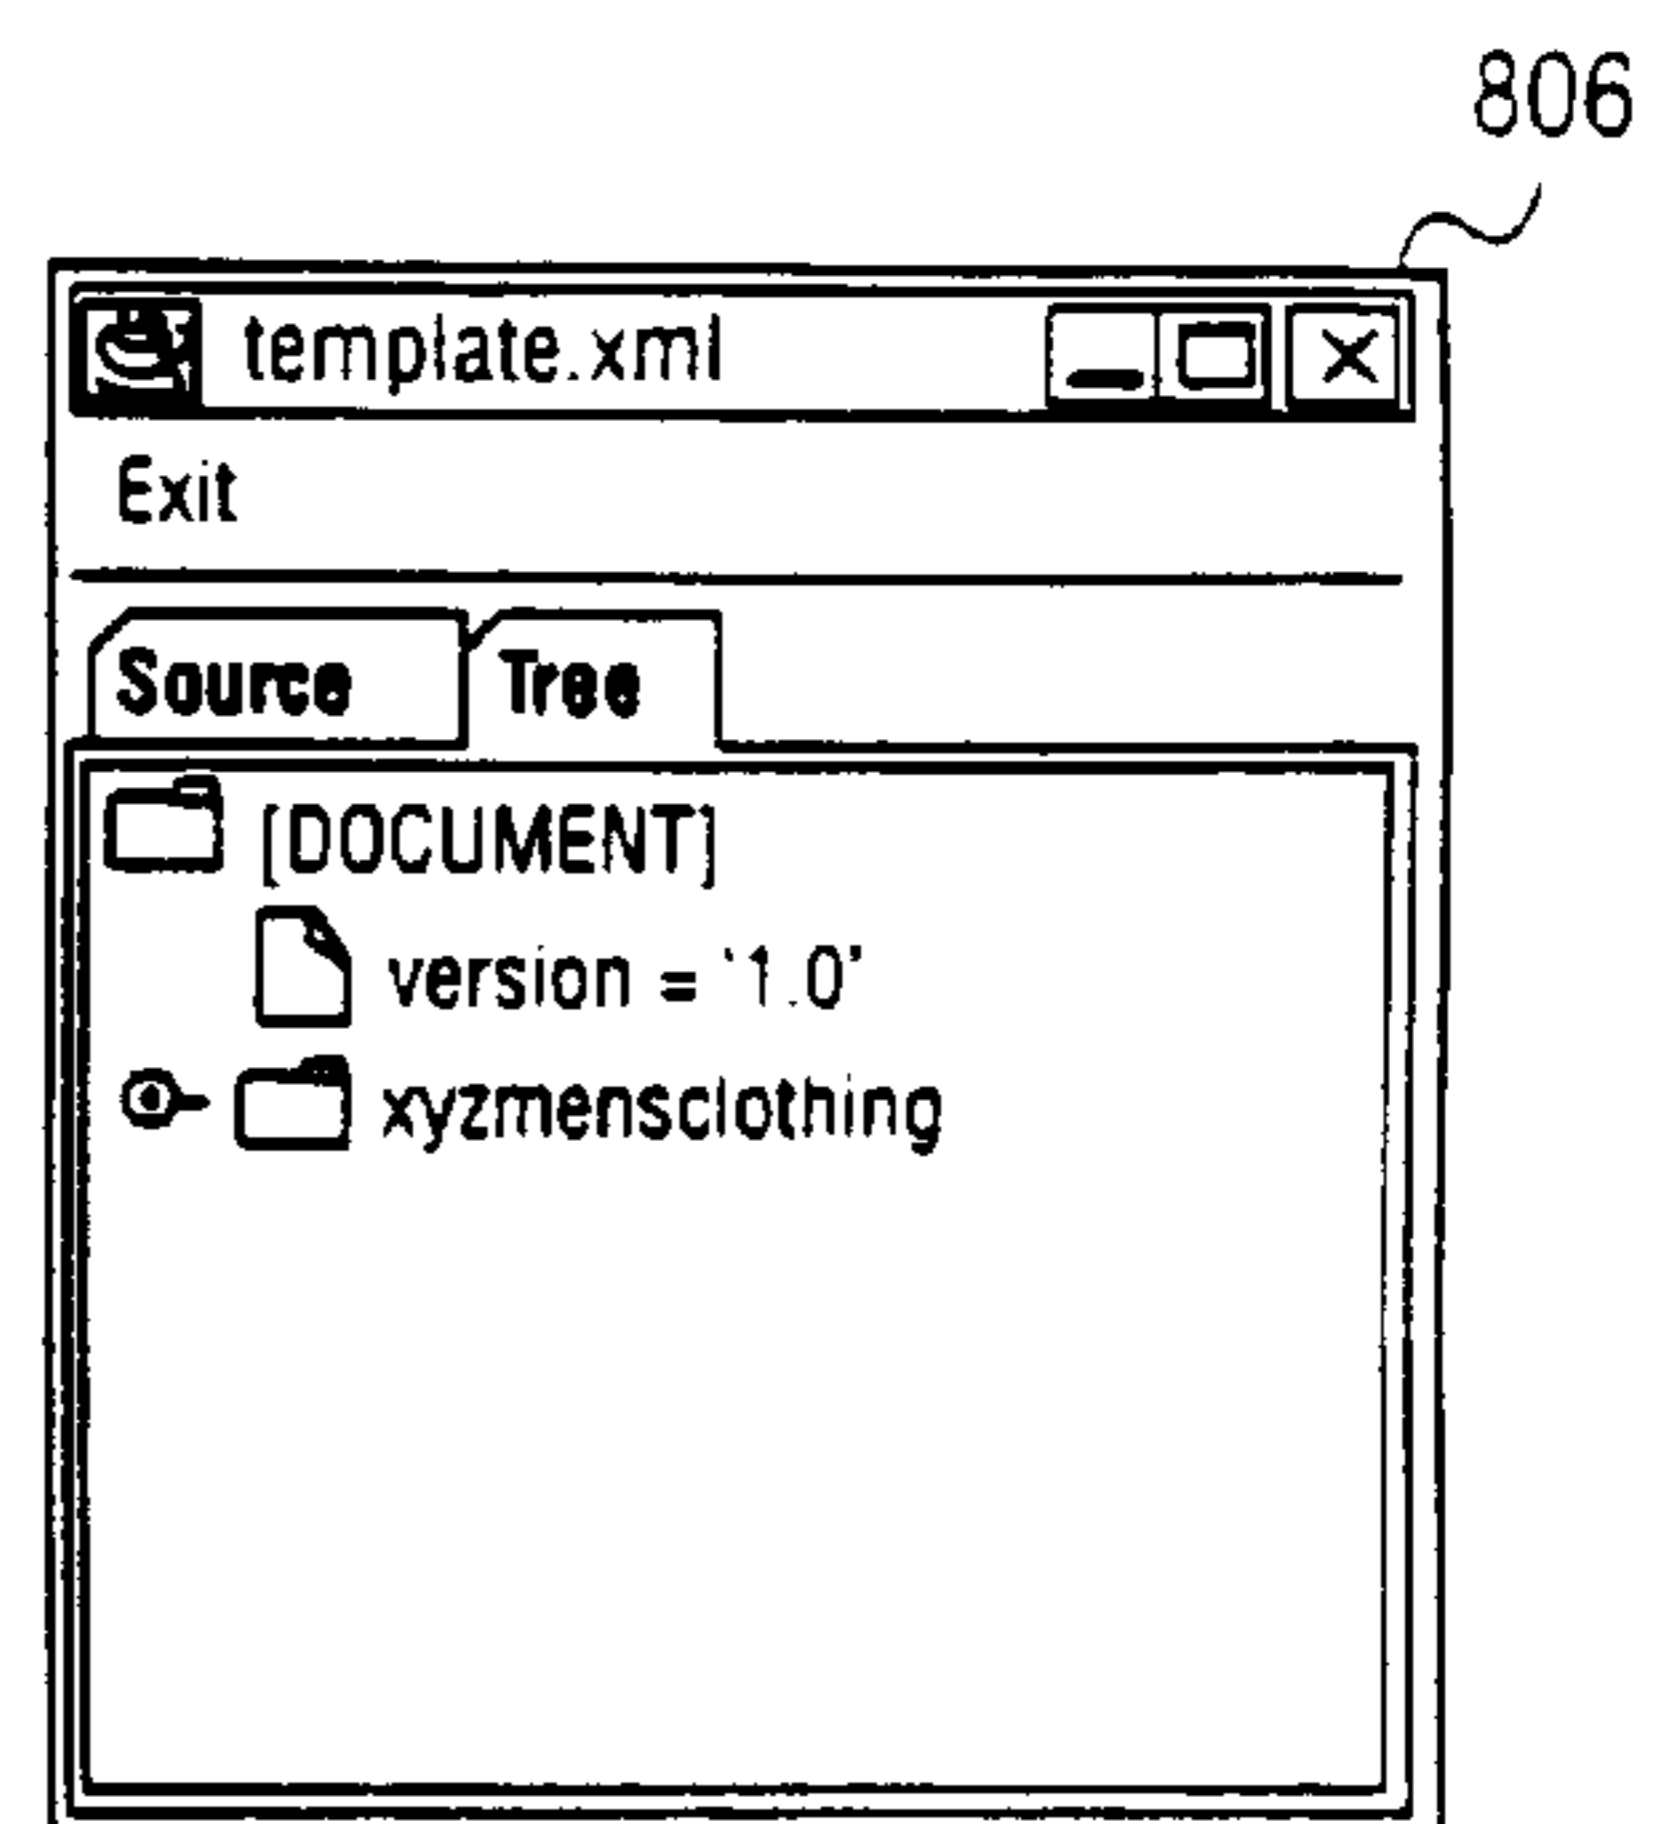 806
template.xml
Exit
Source Tree
[DOCUMENT]
version = '1.0'
xyzmensclothing